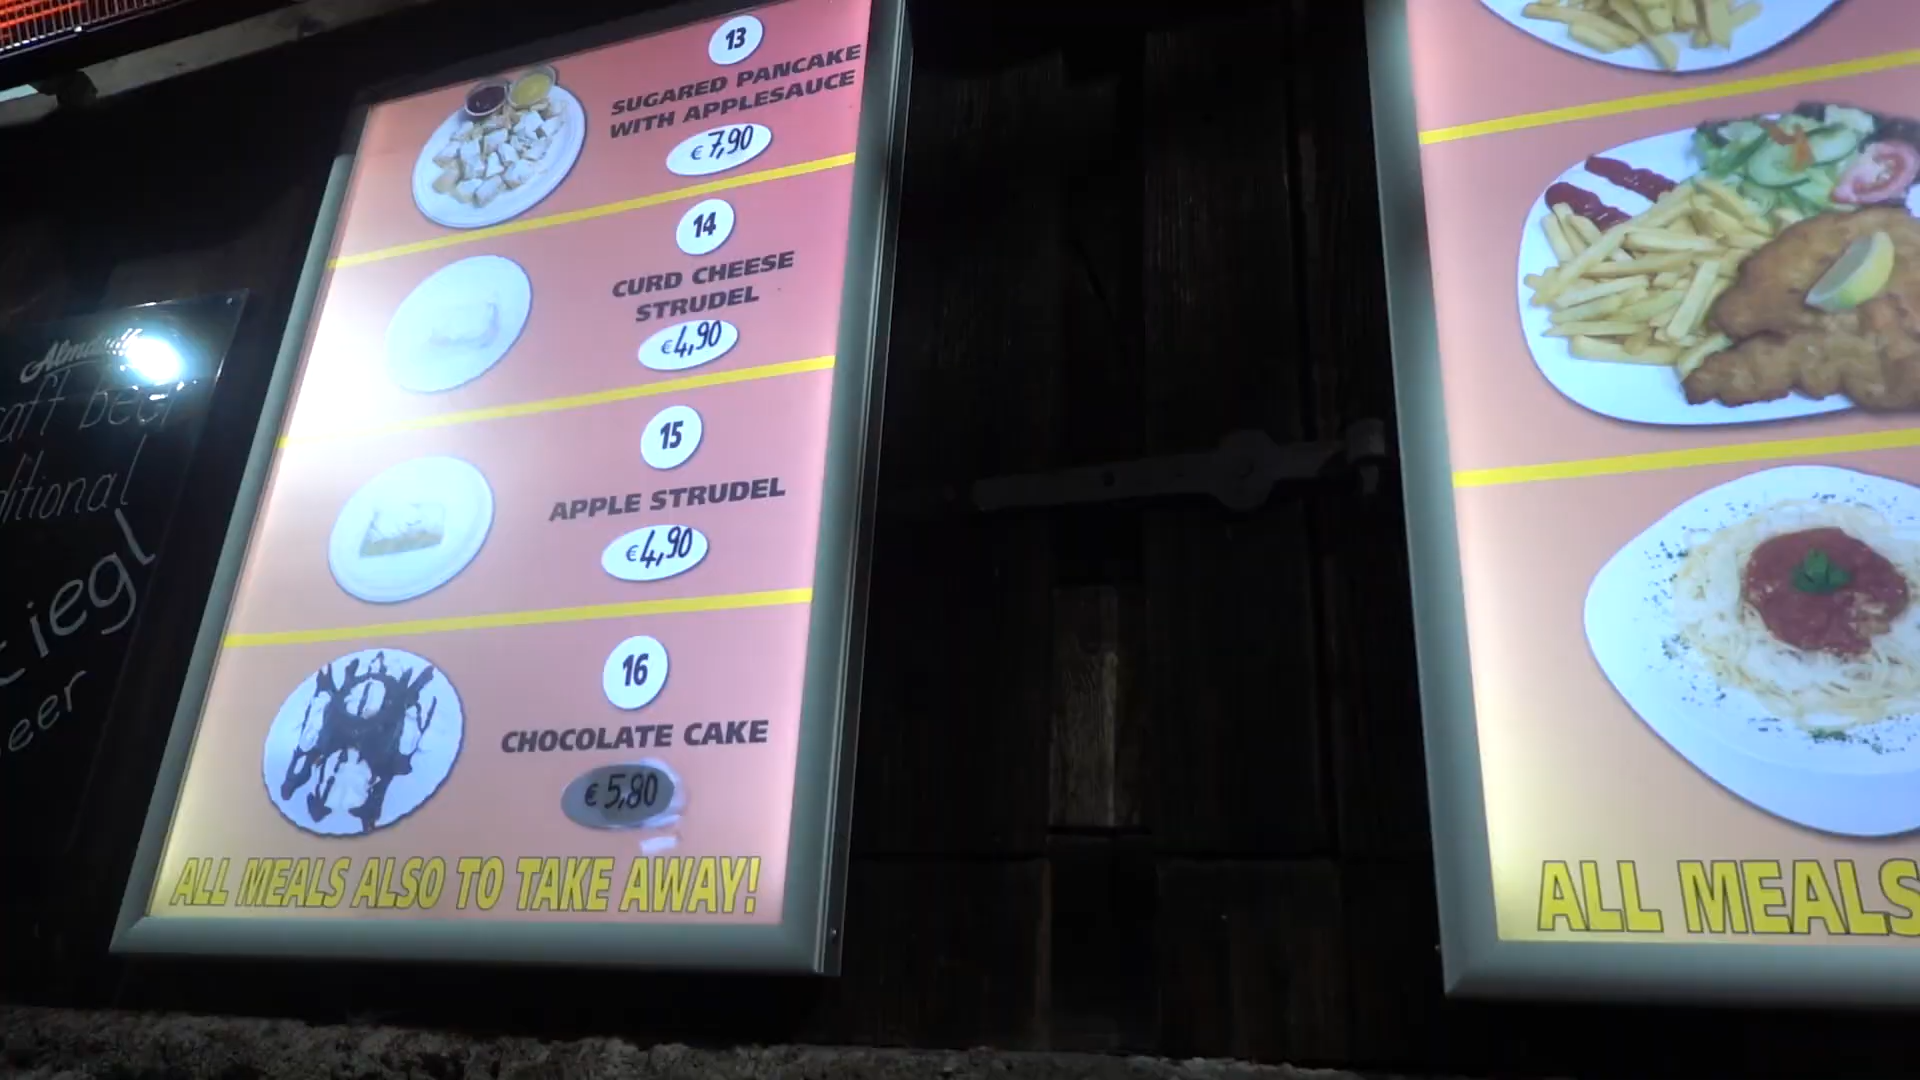 13
SUGARED PANCAKE
WITH APPLESAUCE
€ 7,90
14
CURD CHEESE
STRUDEL
€4,90
15
APPLE STRUDEL
€4,90
16
CHOCOLATE CAKE
€ 5,80
ALL MEALS ALSO TO TAKE AWAY!
ALL MEALS